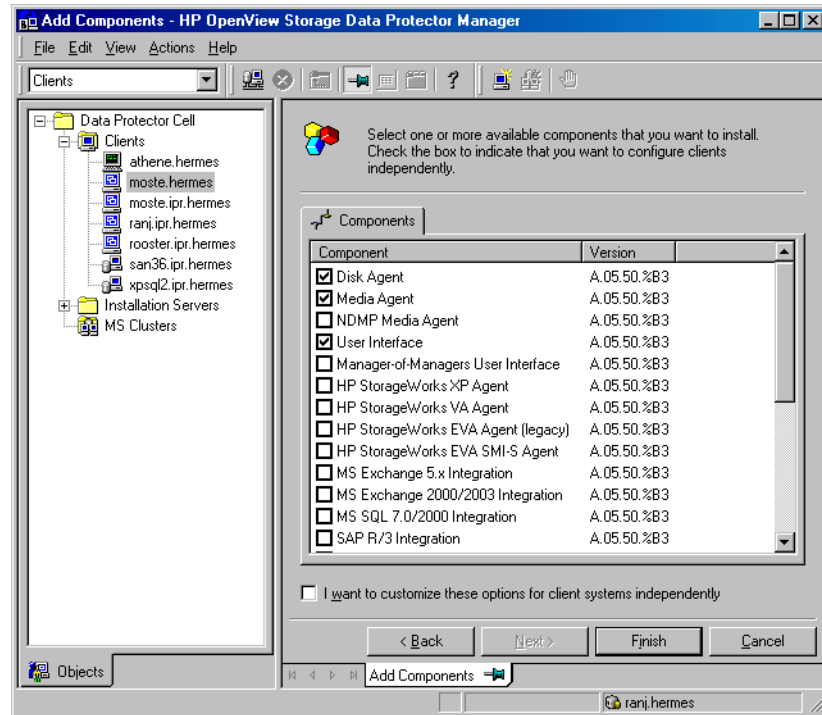 Add Components - HP OpenView Storage Data Protector Manager
File Edit View Actions Help
Clients
Data Protector Cell
Clients
athene.hermes
moste.hermes
moste.ipr.hermes
ranj.ipr.hermes
rooster.ipr.hermes
san36.ipr.hermes
xpsql2.ipr.hermes
Installation Servers
MS Clusters
Objects
Select one or more available components that you want to install.
Check the box to indicate that you want to configure clients
independently.
Components
Component Version
Disk Agent A.05.50.%B3
Media Agent A.05.50.%B3
NDMP Media Agent A.05.50.%B3
User Interface A.05.50.%B3
Manager-of-Managers User Interface A.05.50.%B3
HP StorageWorks XP Agent A.05.50.%B3
HP StorageWorks VA Agent A.05.50.%B3
HP StorageWorks EVA Agent (legacy) A.05.50.%B3
HP StorageWorks EVA SMI-S Agent A.05.50.%B3
MS Exchange 5.x Integration A.05.50.%B3
MS Exchange 2000/2003 Integration A.05.50.%B3
MS SQL 7.0/2000 Integration A.05.50.%B3
SAP R/3 Integration A.05.50.%B3
I want to customize these options for client systems independently
< Back Next > Finish Cancel
Add Components
ranj.hermes